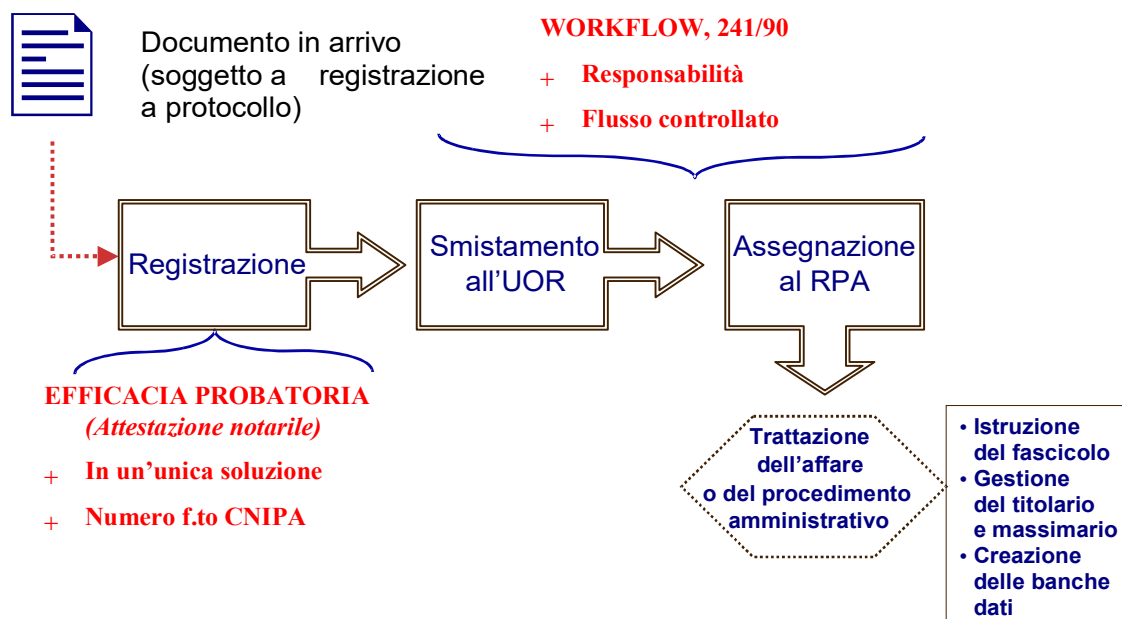 Documento in arrivo
(soggetto a registrazione
a protocollo)
WORKFLOW, 241/90
+ Responsabilità
+ Flusso controllato
Registrazione
Smistamento
all’UOR
Assegnazione
al RPA
EFFICACIA PROBATORIA
(Attestazione notarile)
+ In un’unica soluzione
+ Numero f.to CNIPA
Trattazione
dell’affare
o del procedimento
amministrativo
• Istruzione
del fascicolo
• Gestione
del titolario
e massimario
• Creazione
delle banche
dati